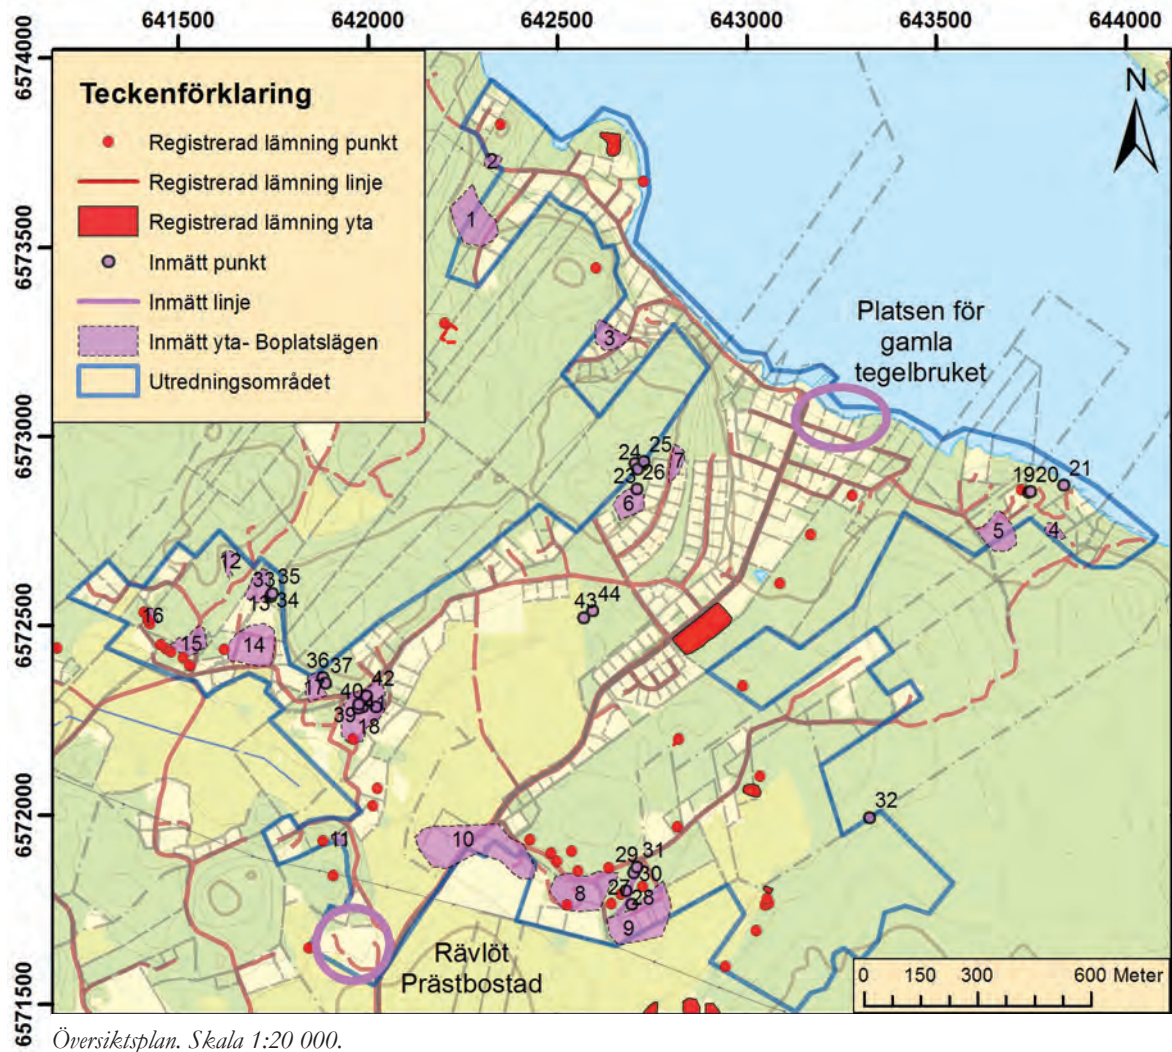 641500 642000 642500 643000 643500 644000
6574000
6573500
6573000
6572500
6572000
6571500
Teckenförklaring
Registrerad lämning punkt
Registrerad lämning linje
Registrerad lämning yta
Inmätt punkt
Inmätt linje
Inmätt yta- Boplatslägen
Utredningsområdet
N
2
1
3
Platsen för
gamla
tegelbruket
25
24
7
26
23
6
1920 21
5 4
12
35
33
13 34
16
15
14
44
43
36 37
17
42
40
39
18
32
11
10
31
29
30
27
8
28
9
Rävlöt
Prästbostad
0 150 300 600 Meter
Översiktsplan. Skala 1:20 000.